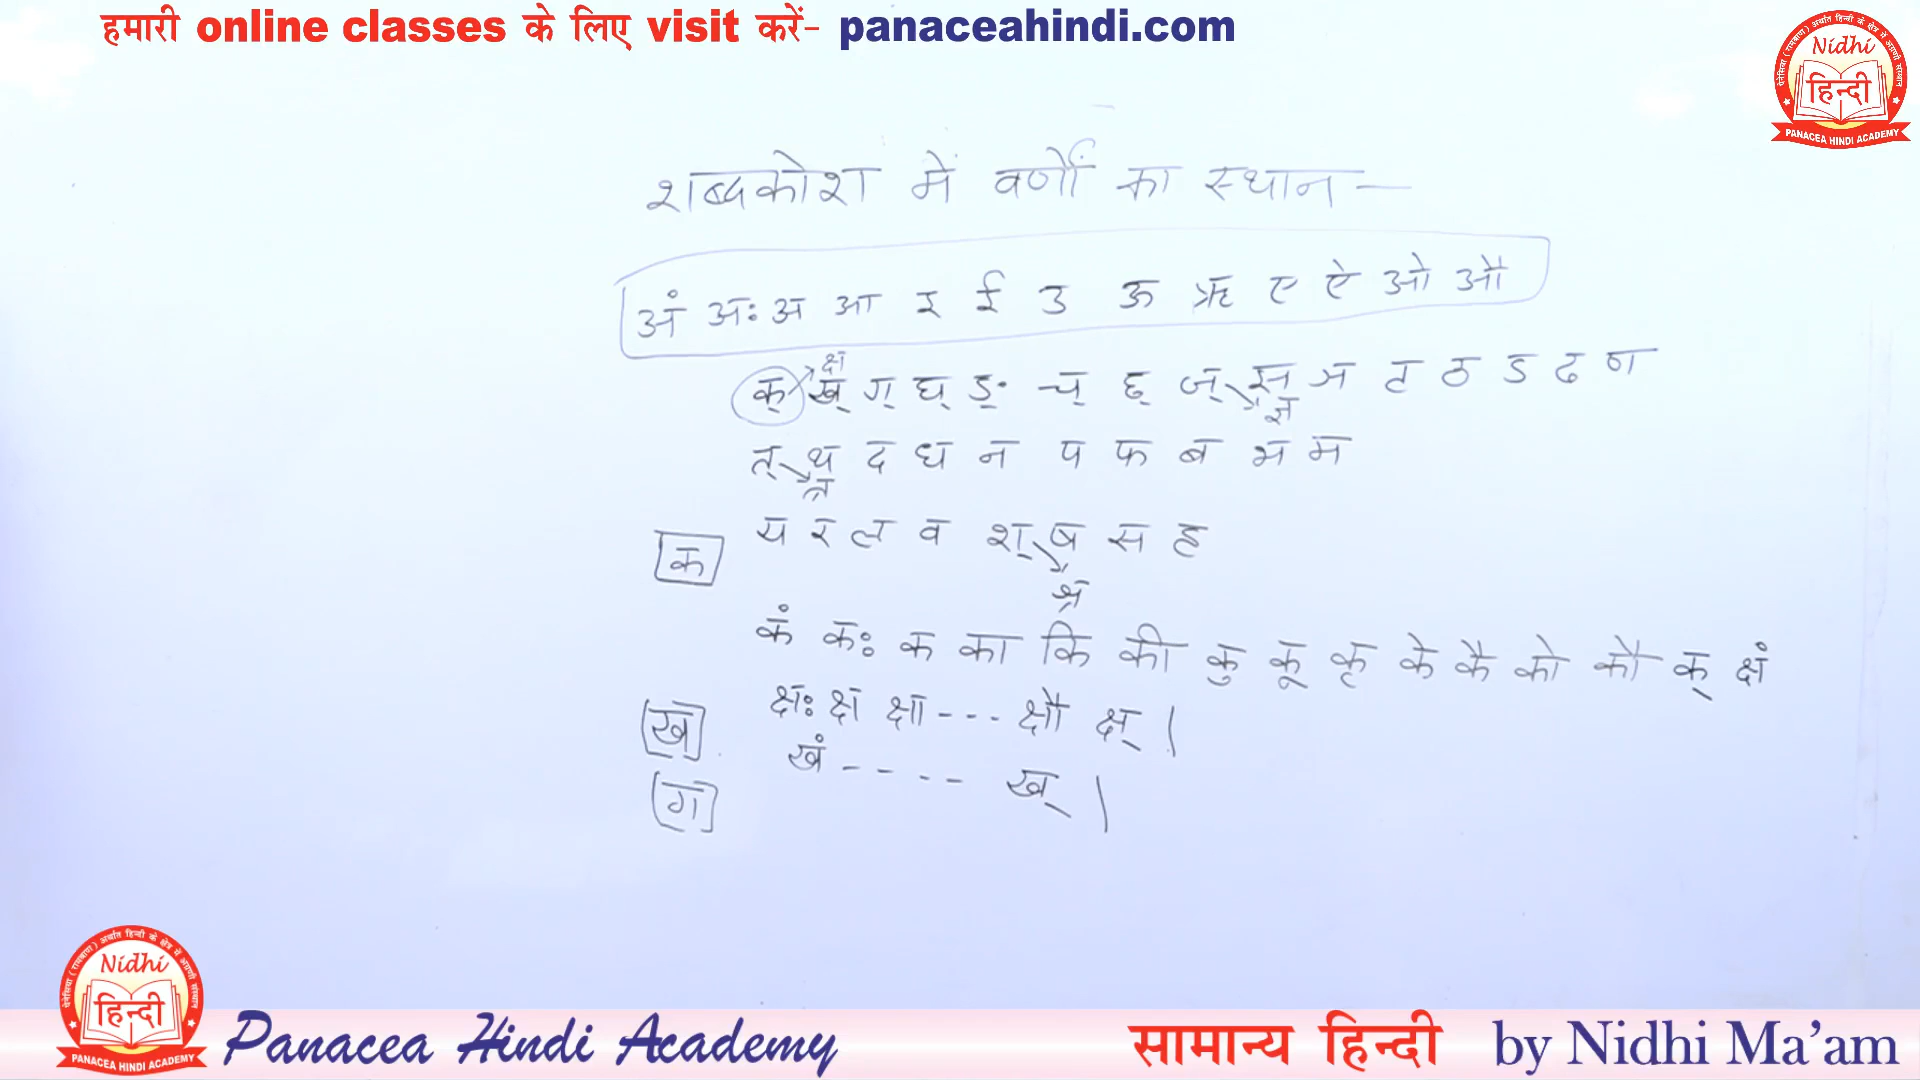 हमारी online classes के लिए visit करें- panaceahindi.com
Nidhi
हिन्दी
PANACEA HINDI ACADEMY
शब्दकोश में वर्णों का स्थान -
अं अः अ आ इ ई उ ऊ ऋ ए ऐ ओ औ
क्ष
क् ख् ग् घ् ङ् च् छ् ज् झ ञ ट ठ ड ढ ण
ज्ञ
त् थ द ध न प फ ब भ म
त्र
य र ल व श् ष स ह
क
श्र
कं कः क का कि की कु कू कृ के कै को कौ क् क्षं
ख क्षः क्ष क्षा --- क्षौ क्ष् |
खं ---- ख् |
ग
Nidhi
हिन्दी
PANACEA HINDI ACADEMY
Panacea Hindi Academy सामान्य हिन्दी by Nidhi Ma'am